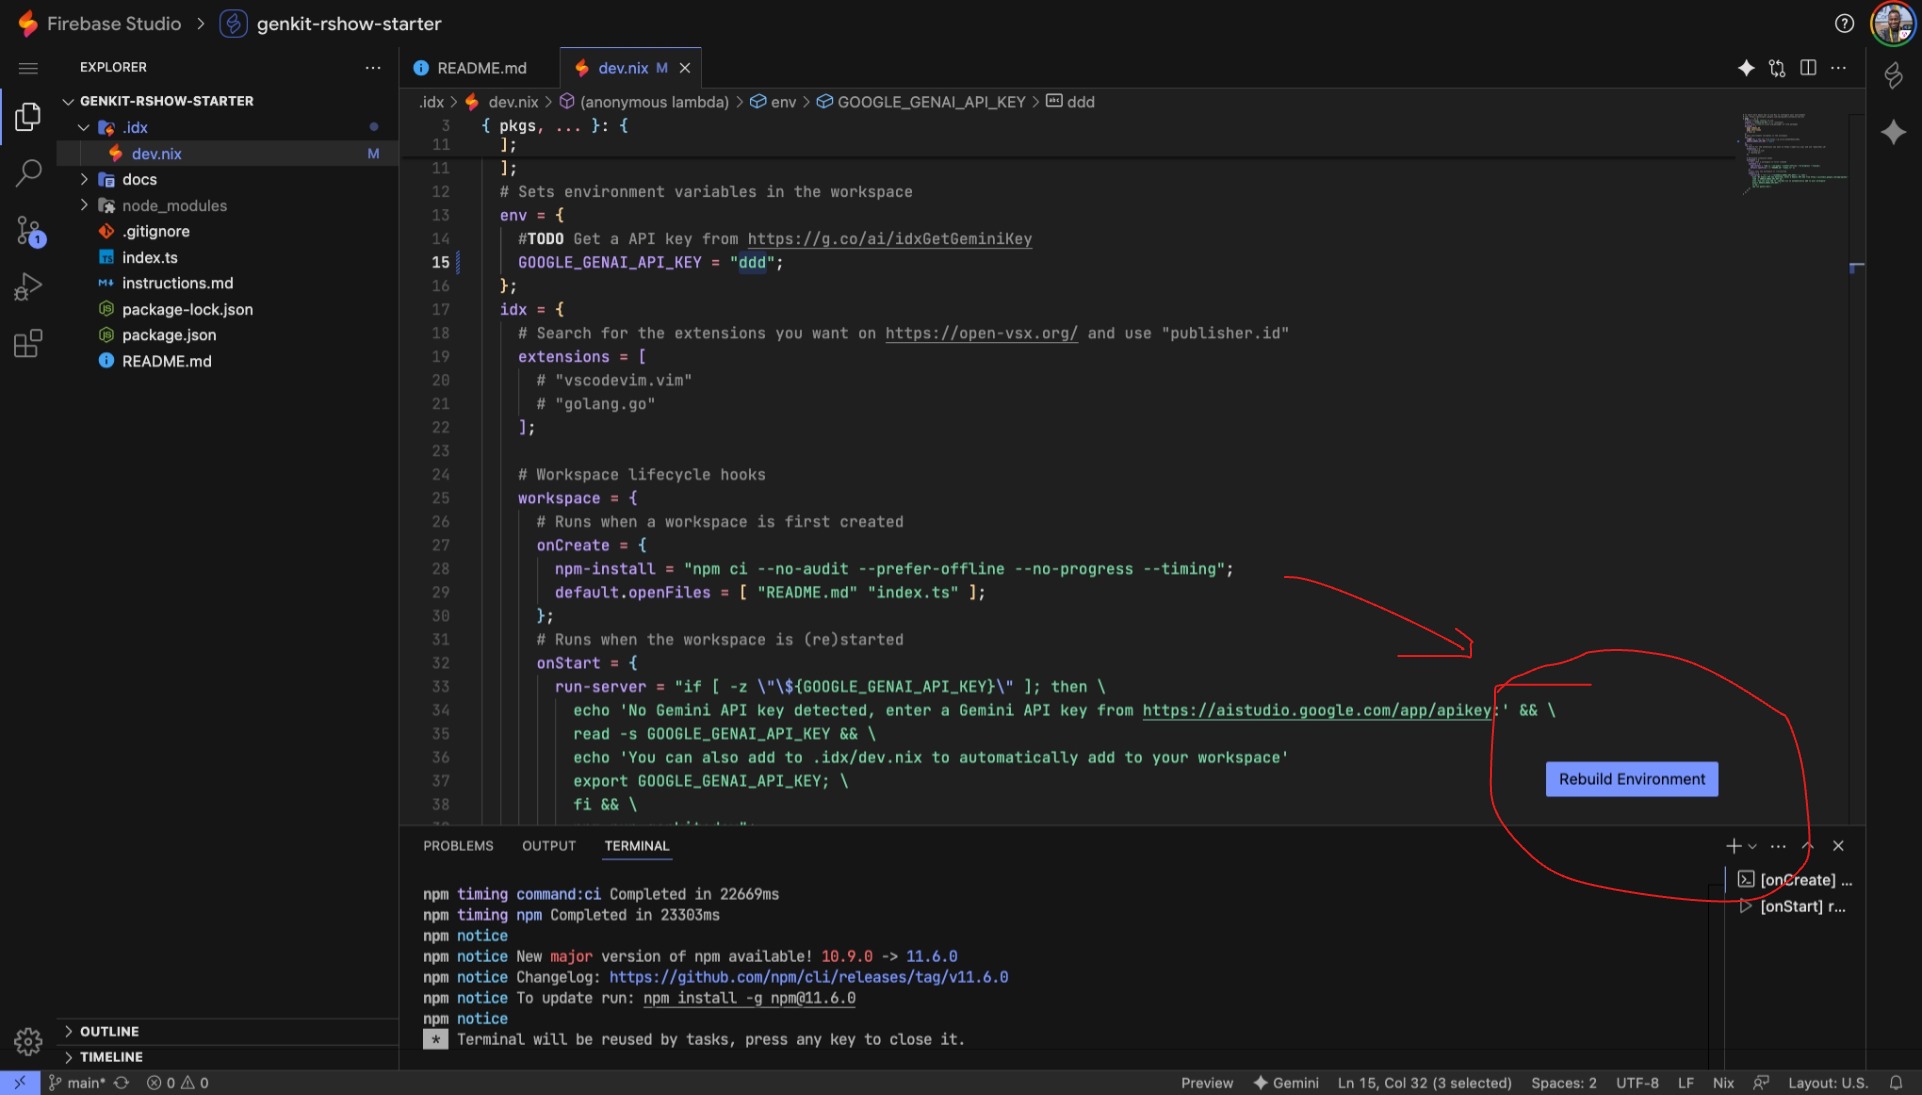 Firebase Studio > genkit-rshow-starter
EXPLORER
GENKIT-RSHOW-STARTER
.idx
dev.nix M
docs
node_modules
.gitignore
index.ts
instructions.md
package-lock.json
package.json
README.md
OUTLINE
TIMELINE
1
README.md
dev.nix M
.idx > dev.nix > (anonymous lambda) > env > GOOGLE_GENAI_API_KEY > ddd
3 { pkgs, ... }: {
11 ];
11 ];
12 # Sets environment variables in the workspace
13 env = {
14 #TODO Get a API key from https://g.co/ai/idxGetGeminiKey
15 GOOGLE_GENAI_API_KEY = "ddd";
16 };
17 idx = {
18 # Search for the extensions you want on https://open-vsx.org/ and use "publisher.id"
19 extensions = [
20 # "vscodevim.vim"
21 # "golang.go"
22 ];
23
24 # Workspace lifecycle hooks
25 workspace = {
26 # Runs when a workspace is first created
27 onCreate = {
28 npm-install = "npm ci --no-audit --prefer-offline --no-progress --timing";
29 default.openFiles = [ "README.md" "index.ts" ];
30 };
31 # Runs when the workspace is (re)started
32 onStart = {
33 run-server = "if [ -z \"\${GOOGLE_GENAI_API_KEY}\" ]; then \
34 echo 'No Gemini API key detected, enter a Gemini API key from https://aistudio.google.com/app/apikey:' && \
35 read -s GOOGLE_GENAI_API_KEY && \
36 echo 'You can also add to .idx/dev.nix to automatically add to your workspace'
37 export GOOGLE_GENAI_API_KEY; \
38 fi && \
Rebuild Environment
PROBLEMS OUTPUT TERMINAL
npm timing command:ci Completed in 22669ms
npm timing npm Completed in 23303ms
npm notice
npm notice New major version of npm available! 10.9.0 -> 11.6.0
npm notice Changelog: https://github.com/npm/cli/releases/tag/v11.6.0
npm notice To update run: npm install -g npm@11.6.0
npm notice
* Terminal will be reused by tasks, press any key to close it.
[onCreate] ...
[onStart] r...
main* 0 0
Preview Gemini Ln 15, Col 32 (3 selected) Spaces: 2 UTF-8 LF Nix Layout: U.S.